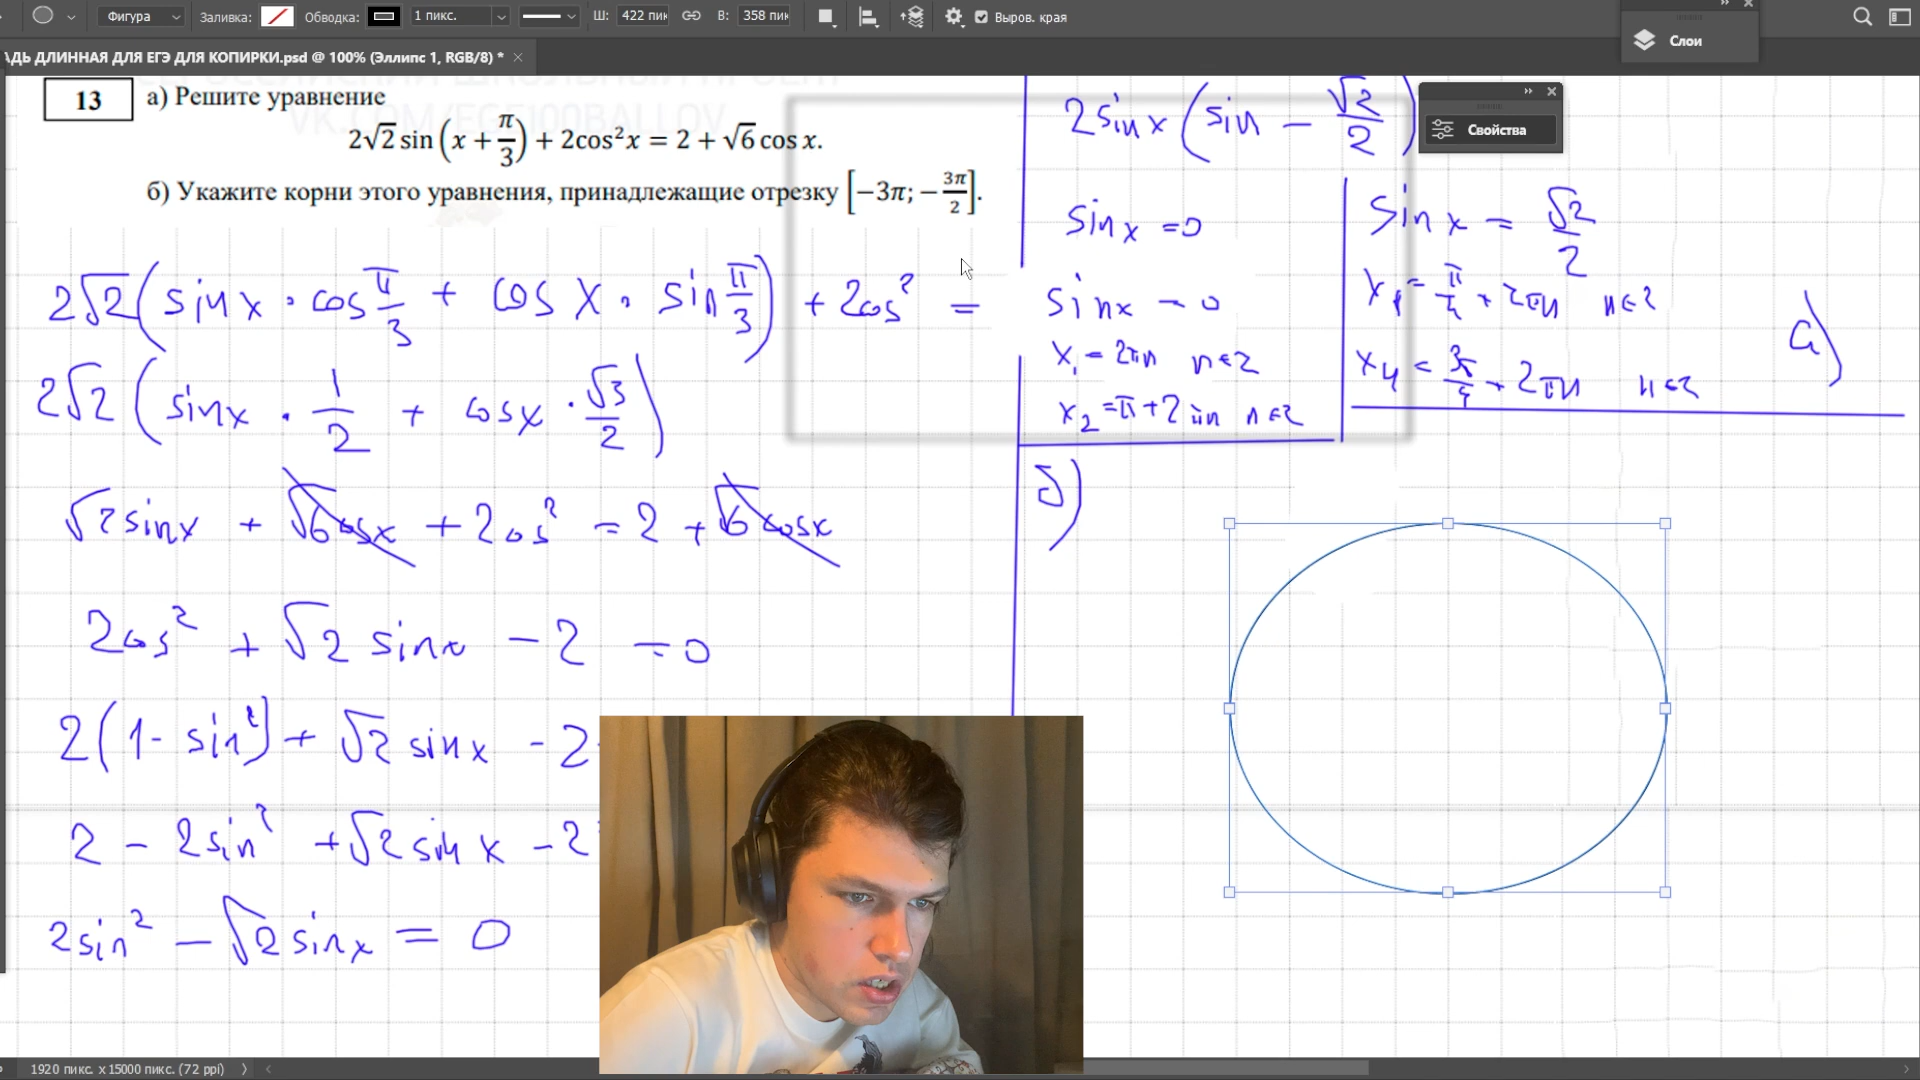 Фигура Заливка: Обводка: 1 пикс. Ш: 422 пик В: 358 пик Выров. края
АДЬ ДЛИННАЯ ДЛЯ ЕГЭ ДЛЯ КОПИРКИ.psd @ 100% (Эллипс 1, RGB/8) *
Слои
Свойства
13 а) Решите уравнение
VK.COM/EGE100BALLOV
2√2 sin (x + π/3) + 2cos²x = 2 + √6 cos x.
б) Укажите корни этого уравнения, принадлежащие отрезку [−3π; −3π/2].
2√2 (sin x · cos π/3 + cos x · sin π/3) + 2cos² =
2√2 (sin x · 1/2 + cos x · √3/2)
√2 sin x + √6 cos x + 2cos² = 2 + √6 cos x
2cos² + √2 sin x − 2 = 0
2(1 − sin²) + √2 sin x − 2
2 − 2sin² + √2 sin x − 2
2sin² − √2 sin x = 0
2 sin x (sin − √2/2)
sin x = 0
sin x = 0
x₁ = 2πn n∈Z
x₂ = π + 2πn n∈Z
sin x = √2/2
π/4 + 2πn n∈Z
x₄ = 3π/4 + 2πn n∈Z
а)
б)
1920 пикс. x 15000 пикс. (72 ppi)